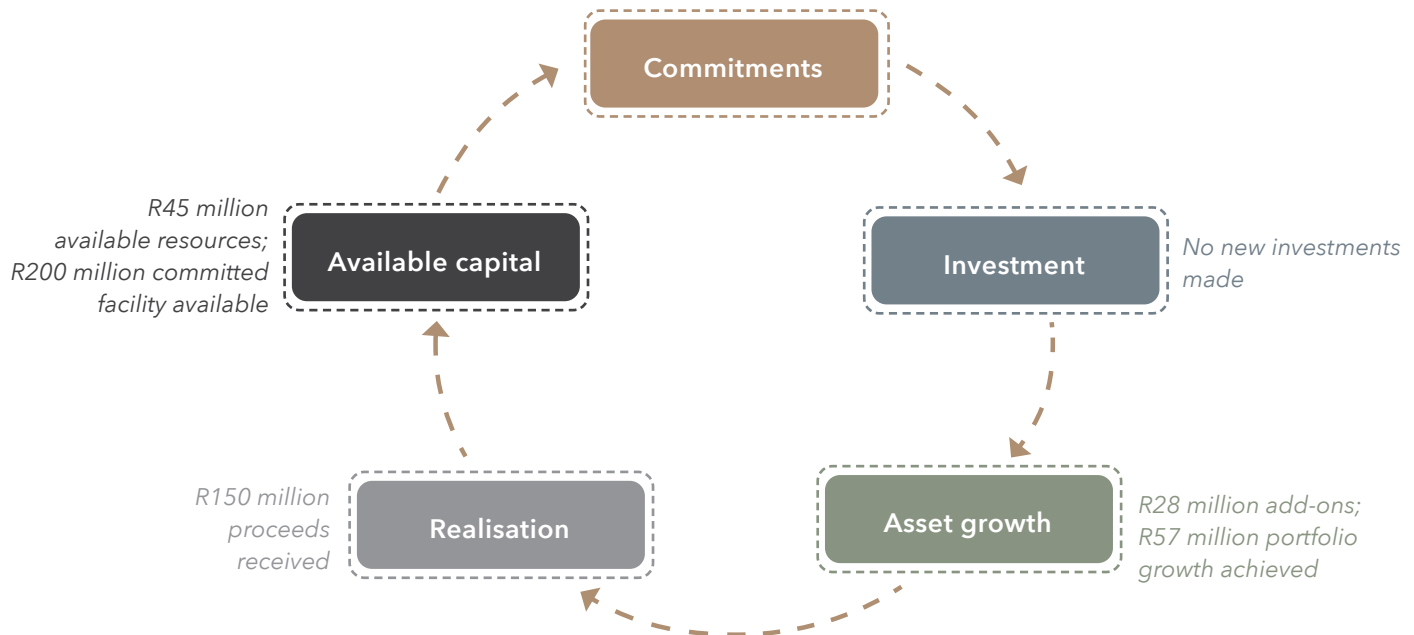 Commitments
R45 million
available resources;
R200 million committed
facility available
Available capital
Investment
No new investments
made
R150 million
proceeds
received
Realisation
Asset growth
R28 million add-ons;
R57 million portfolio
growth achieved